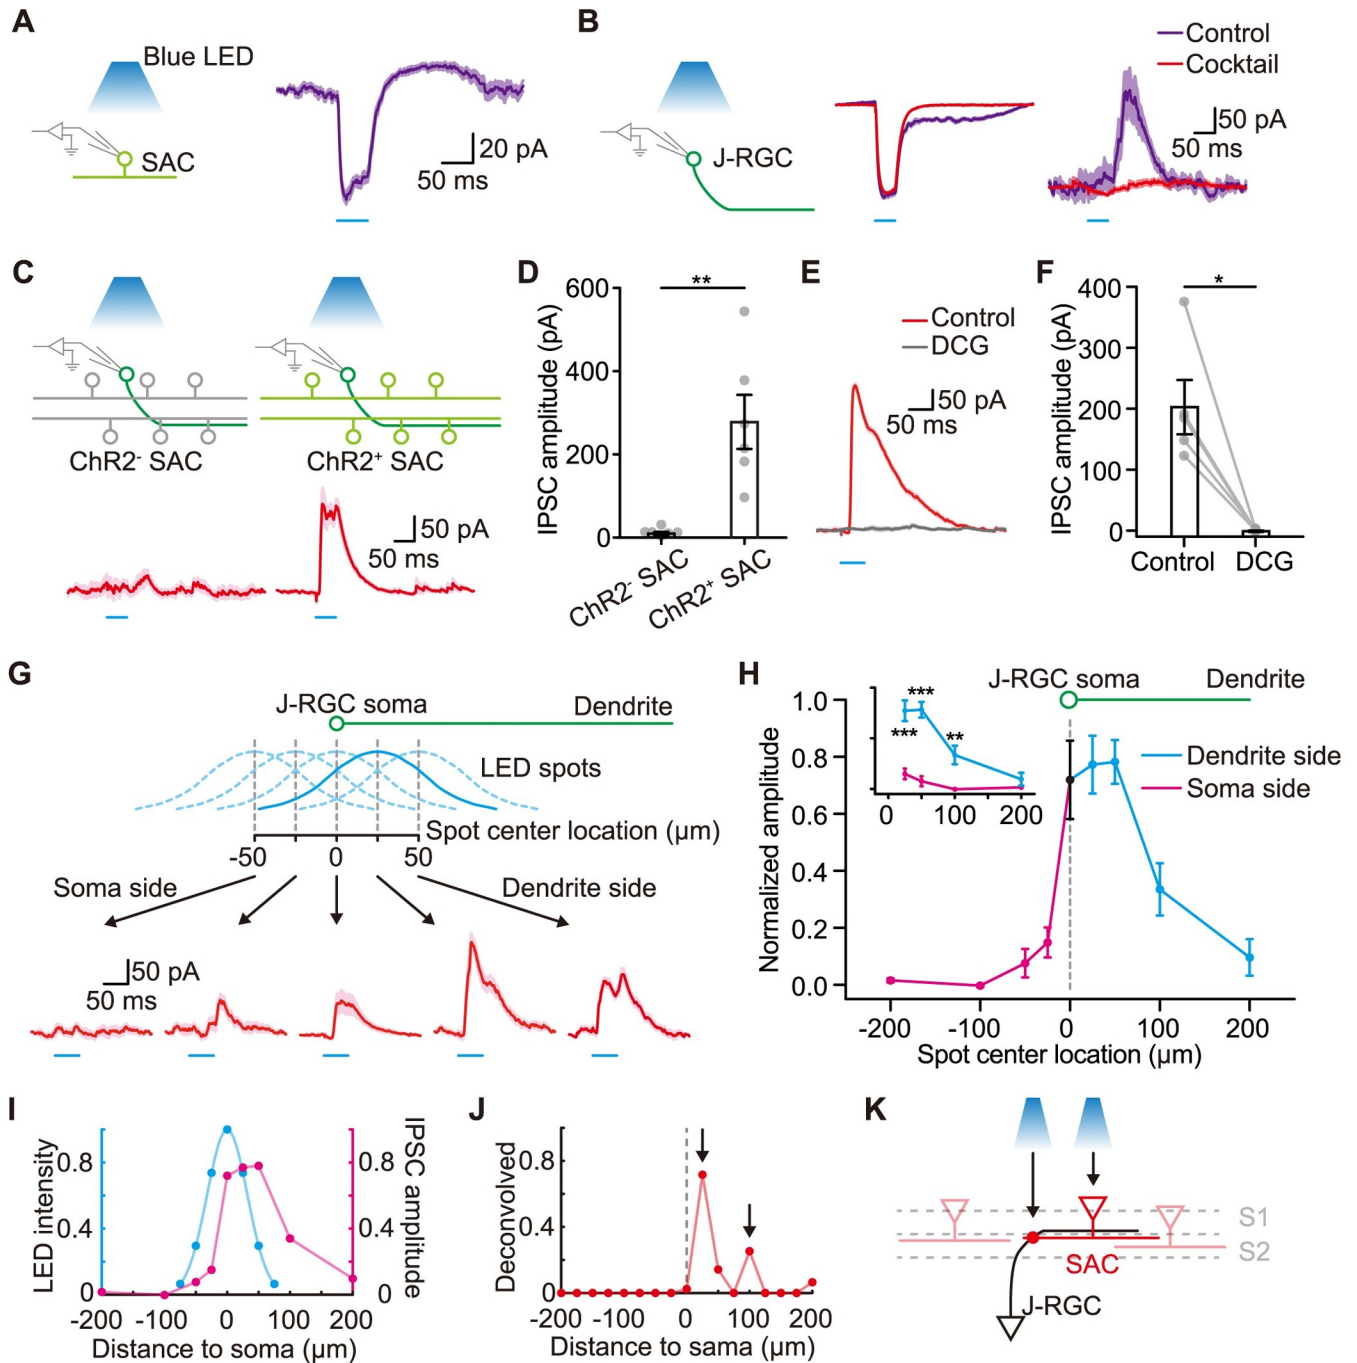 A
Blue LED
SAC
20 pA
50 ms
B
J-RGC
Control
Cocktail
50 pA
50 ms
C
ChR2- SAC
ChR2+ SAC
50 pA
50 ms
D
IPSC amplitude (pA)
600
400
200
0
**
ChR2- SAC
ChR2+ SAC
E
Control
DCG
50 pA
50 ms
F
IPSC amplitude (pA)
400
300
200
100
0
*
Control
DCG
G
J-RGC soma
Dendrite
LED spots
Spot center location (µm)
-50
0
50
Soma side
Dendrite side
50 pA
50 ms
H
J-RGC soma
Dendrite
Normalized amplitude
1.0
0.8
0.6
0.4
0.2
0.0
***
***
**
0
100
200
Dendrite side
Soma side
-200
-100
0
100
200
Spot center location (µm)
I
LED intensity
0.8
0.4
0
IPSC amplitude
0.8
0.4
0
-200
-100
0
100
200
Distance to soma (µm)
J
Deconvolved
0.8
0.4
0
-200
-100
0
100
200
Distance to sama (µm)
K
S1
S2
SAC
J-RGC